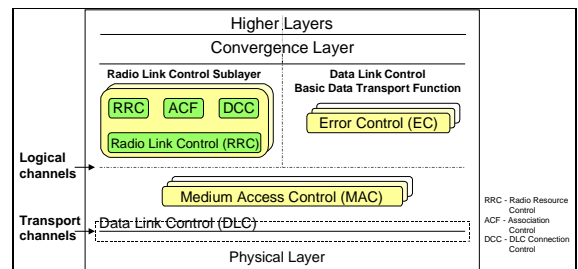 Higher Layers
Convergence Layer
Radio Link Control Sublayer
RRC ACF DCC
Radio Link Control (RRC)
Data Link Control
Basic Data Transport Function
Error Control (EC)
Logical
channels
Medium Access Control (MAC)
Transport
channels
Data Link Control (DLC)
Physical Layer
RRC - Radio Resource
Control
ACF - Association
Control
DCC - DLC Connection
Control